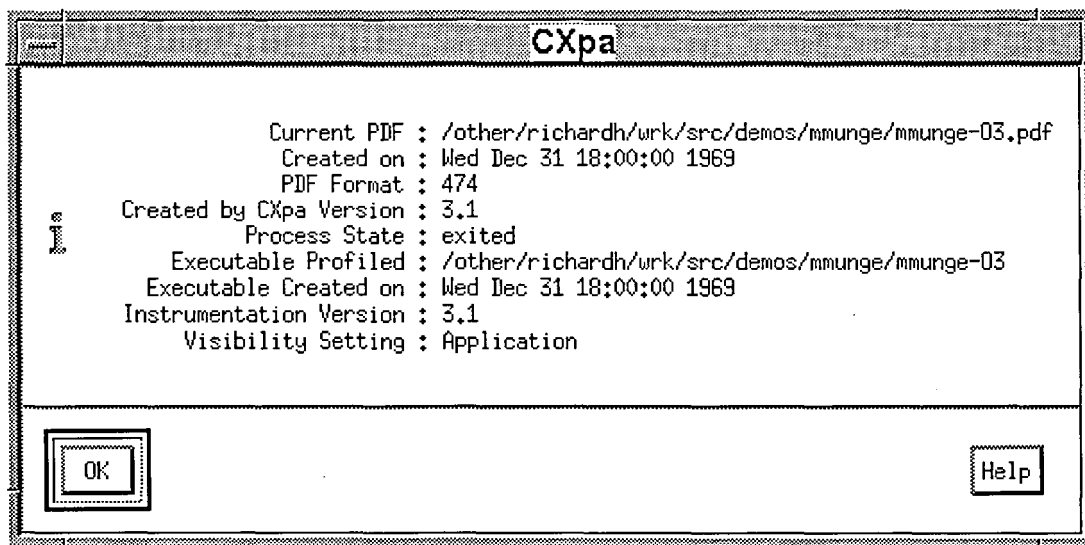 CXpa
Current PDF : /other/richardh/wrk/src/demos/mmunge/mmunge-O3.pdf
Created on : Wed Dec 31 18:00:00 1969
PDF Format : 474
Created by CXpa Version : 3.1
Process State : exited
Executable Profiled : /other/richardh/wrk/src/demos/mmunge/mmunge-O3
Executable Created on : Wed Dec 31 18:00:00 1969
Instrumentation Version : 3.1
Visibility Setting : Application
OK
Help